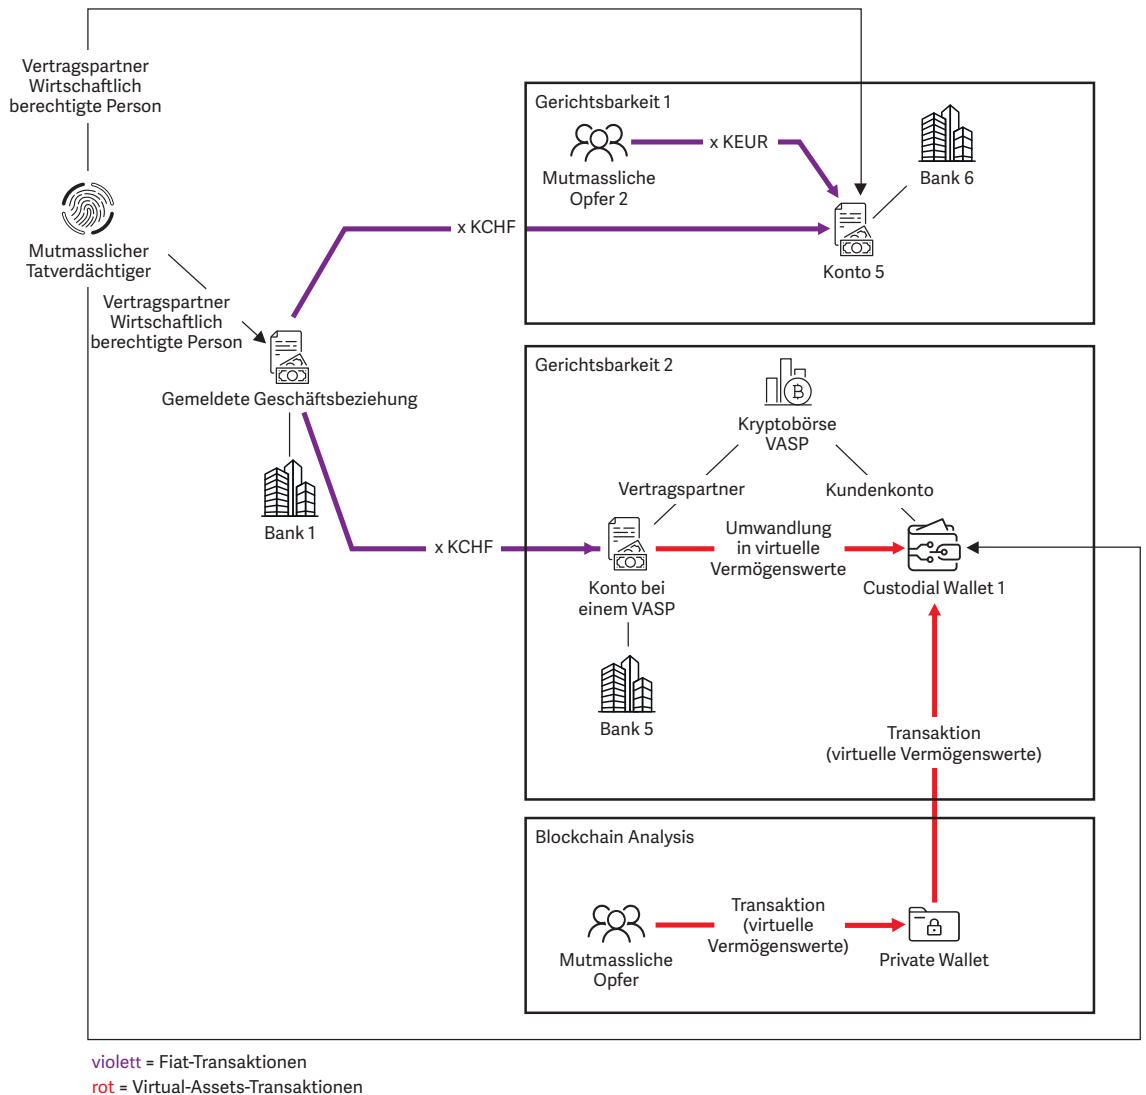 Vertragspartner
Wirtschaftlich
berechtigte Person
Mutmasslicher
Tatverdächtiger
Vertragspartner
Wirtschaftlich
berechtigte Person
Gemeldete Geschäftsbeziehung
Bank 1
x KCHF
x KCHF
Gerichtsbarkeit 1
Mutmassliche
Opfer 2
x KEUR
Bank 6
Konto 5
Gerichtsbarkeit 2
Kryptobörse
VASP
Vertragspartner
Kundenkonto
Umwandlung
in virtuelle
Vermögenswerte
Konto bei
einem VASP
Custodial Wallet 1
Bank 5
Transaktion
(virtuelle Vermögenswerte)
Blockchain Analysis
Mutmassliche
Opfer
Transaktion
(virtuelle
Vermögenswerte)
Private Wallet
violett = Fiat-Transaktionen
rot = Virtual-Assets-Transaktionen